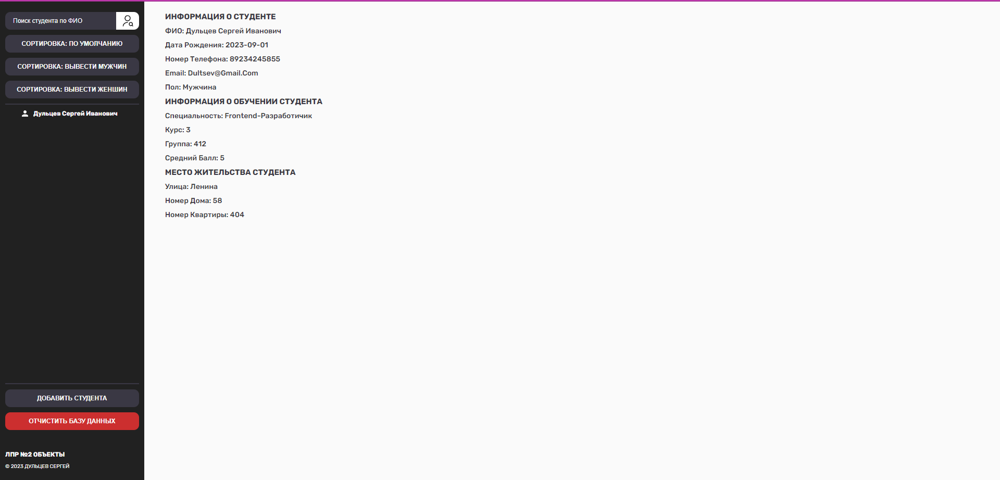 Поиск студента по ФИО
СОРТИРОВКА: ПО УМОЛЧАНИЮ
СОРТИРОВКА: ВЫВЕСТИ МУЖЧИН
СОРТИРОВКА: ВЫВЕСТИ ЖЕНШИН
Дульцев Сергей Иванович
ДОБАВИТЬ СТУДЕНТА
ОТЧИСТИТЬ БАЗУ ДАННЫХ
ЛПР №2 ОБЪЕКТЫ
© 2023 ДУЛЬЦЕВ СЕРГЕЙ
ИНФОРМАЦИЯ О СТУДЕНТЕ
ФИО: Дульцев Сергей Иванович
Дата Рождения: 2023-09-01
Номер Телефона: 89234245855
Email: Dultsev@Gmail.Com
Пол: Мужчина
ИНФОРМАЦИЯ О ОБУЧЕНИИ СТУДЕНТА
Специальность: Frontend-Разработичик
Курс: 3
Группа: 412
Средний Балл: 5
МЕСТО ЖИТЕЛЬСТВА СТУДЕНТА
Улица: Ленина
Номер Дома: 58
Номер Квартиры: 404